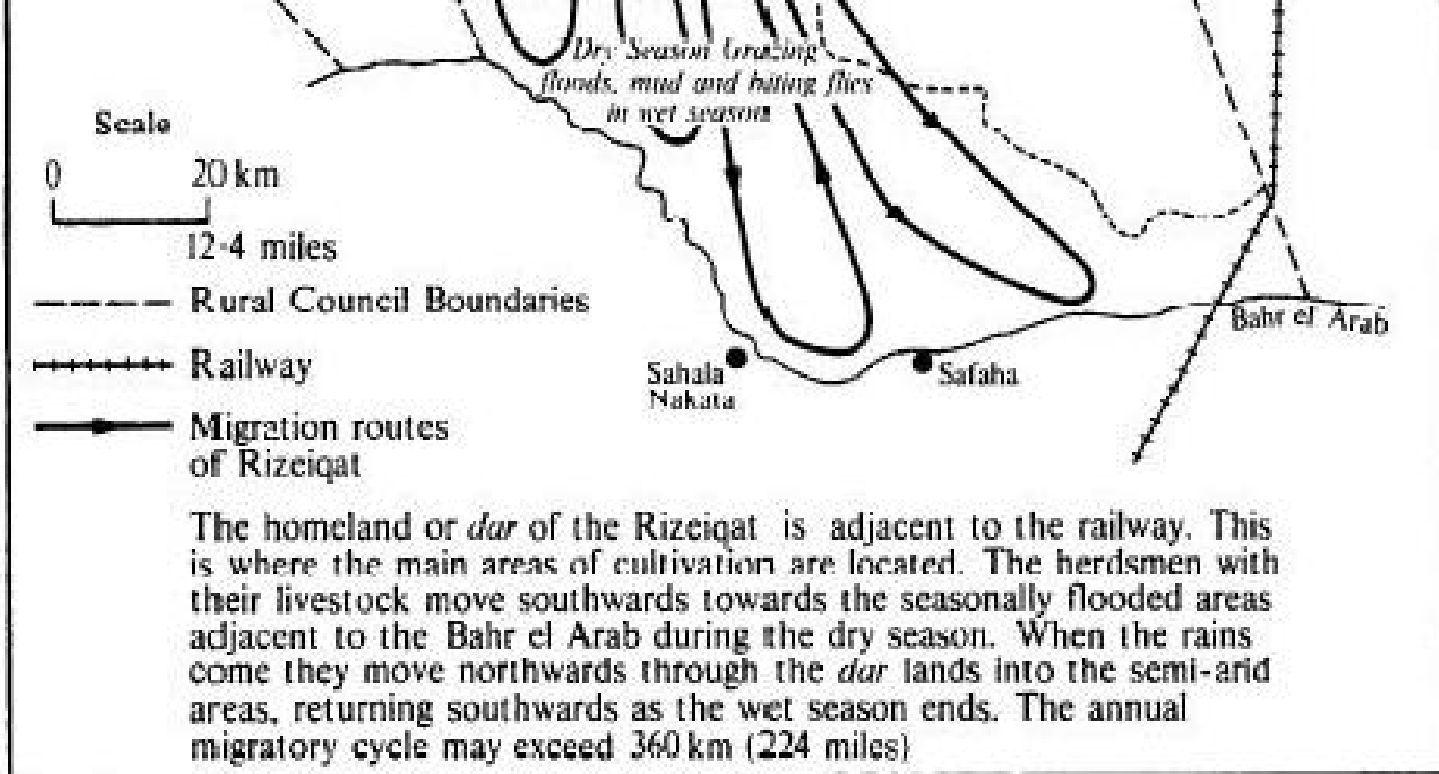 Dry Season Grazing
floods, mud and biting flies
in wet season
Scale
0 20 km
12·4 miles
Rural Council Boundaries
Railway
Migration routes
of Rizeiqat
Bahr el Arab
Sahala
Nakata
Safaha
The homeland or dar of the Rizeiqat is adjacent to the railway. This
is where the main areas of cultivation are located. The herdsmen with
their livestock move southwards towards the seasonally flooded areas
adjacent to the Bahr el Arab during the dry season. When the rains
come they move northwards through the dar lands into the semi-arid
areas, returning southwards as the wet season ends. The annual
migratory cycle may exceed 360 km (224 miles)